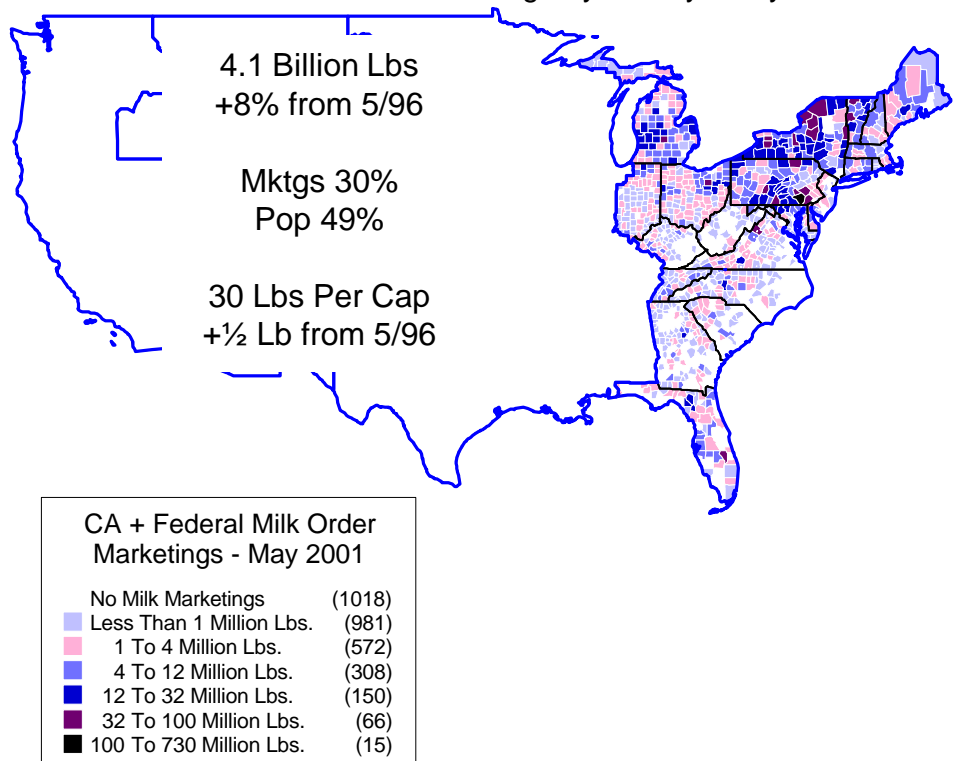 4.1 Billion Lbs
+8% from 5/96
Mktgs 30%
Pop 49%
30 Lbs Per Cap
+½ Lb from 5/96
CA + Federal Milk Order
Marketings - May 2001
No Milk Marketings (1018)
Less Than 1 Million Lbs. (981)
1 To 4 Million Lbs. (572)
4 To 12 Million Lbs. (308)
12 To 32 Million Lbs. (150)
32 To 100 Million Lbs. (66)
100 To 730 Million Lbs. (15)